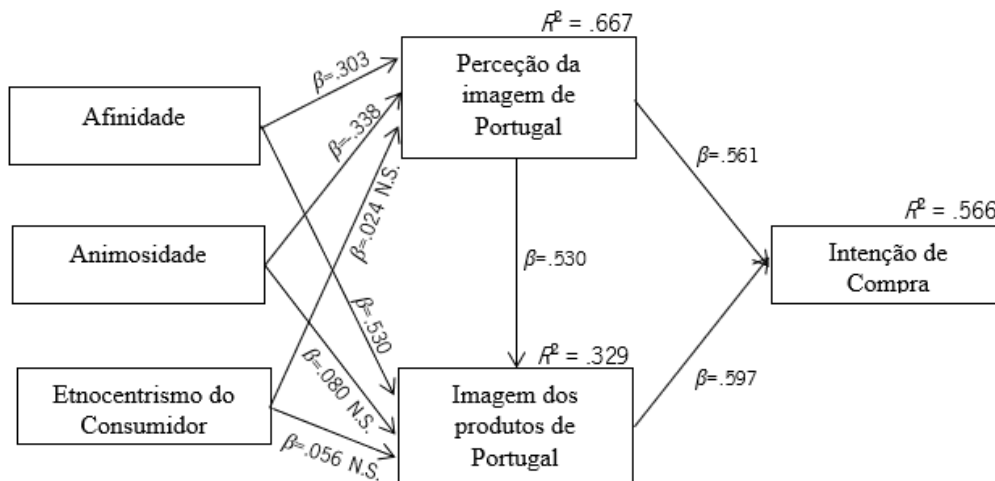 R² = .667
Perceção da
imagem de
Portugal
β=.303
Afinidade
β=-.338
β=.561
β=.024 N.S.
R² = .566
Animosidade
Intenção de
Compra
β=.530
β=.530
R² = .329
β=.080 N.S.
β=.597
Etnocentrismo do
Consumidor
Imagem dos
produtos de
Portugal
β=.056 N.S.